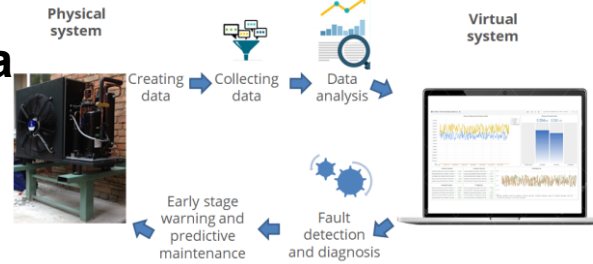 Physical
system
Virtual
system
a
Creating
data
Collecting
data
Data
analysis
Early stage
warning and
predictive
maintenance
Fault
detection
and diagnosis